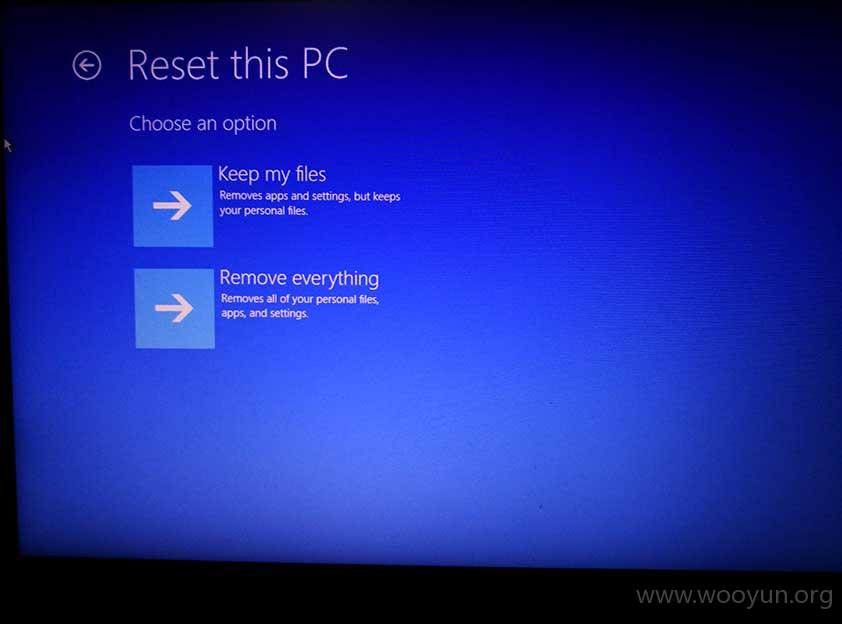 Reset this PC
Choose an option
Keep my files
Removes apps and settings, but keeps
your personal files.
Remove everything
Removes all of your personal files,
apps, and settings.
www.wooyun.org